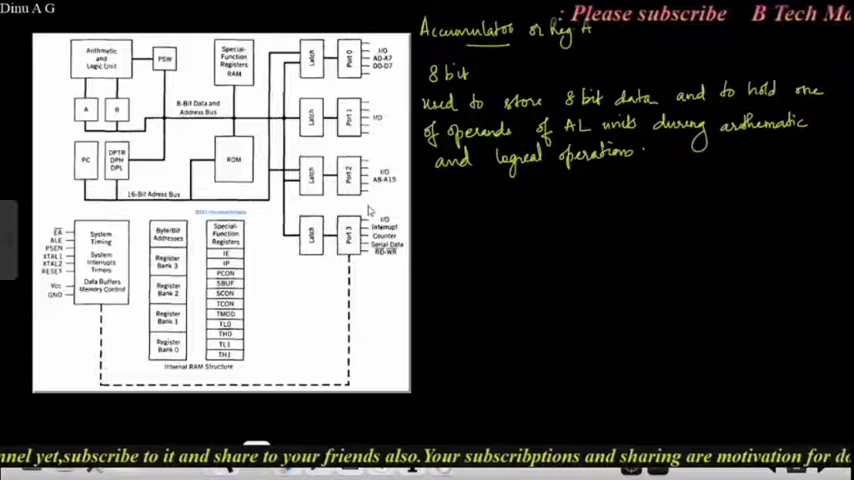 Dinu A G
: Please subscribe B Tech Ma
Accumulator or Reg A
8 bit
used to store 8 bit data and to hold one
of operands of AL units during arethematic
and logical operations.
Arithmetic
and
Logic Unit
PSW
Special-
Function
Registers
RAM
Latch
Port 0
I/O
A0-A7
D0-D7
A
B
8-Bit Data and
Address Bus
Latch
Port 1
I/O
PC
DPTR
DPH
DPL
ROM
Latch
Port 2
I/O
A8-A15
16-Bit Adress Bus
Latch
Port 3
I/O
Interrupt
Counter
Serial Data
RD-WR
EA
ALE
PSEN
XTAL1
XTAL2
RESET
Vcc
GND
System
Timing
System
Interrupts
Timers
Data Buffers
Memory Control
Byte/Bit
Addresses
Register
Bank 3
Register
Bank 2
Register
Bank 1
Register
Bank 0
Special-
Function
Registers
IE
IP
PCON
SBUF
SCON
TCON
TMOD
TL0
TH0
TL1
TH1
Internal RAM Structure
nnel yet,subscribe to it and share to your friends also.Your subscribptions and sharing are motivation for do